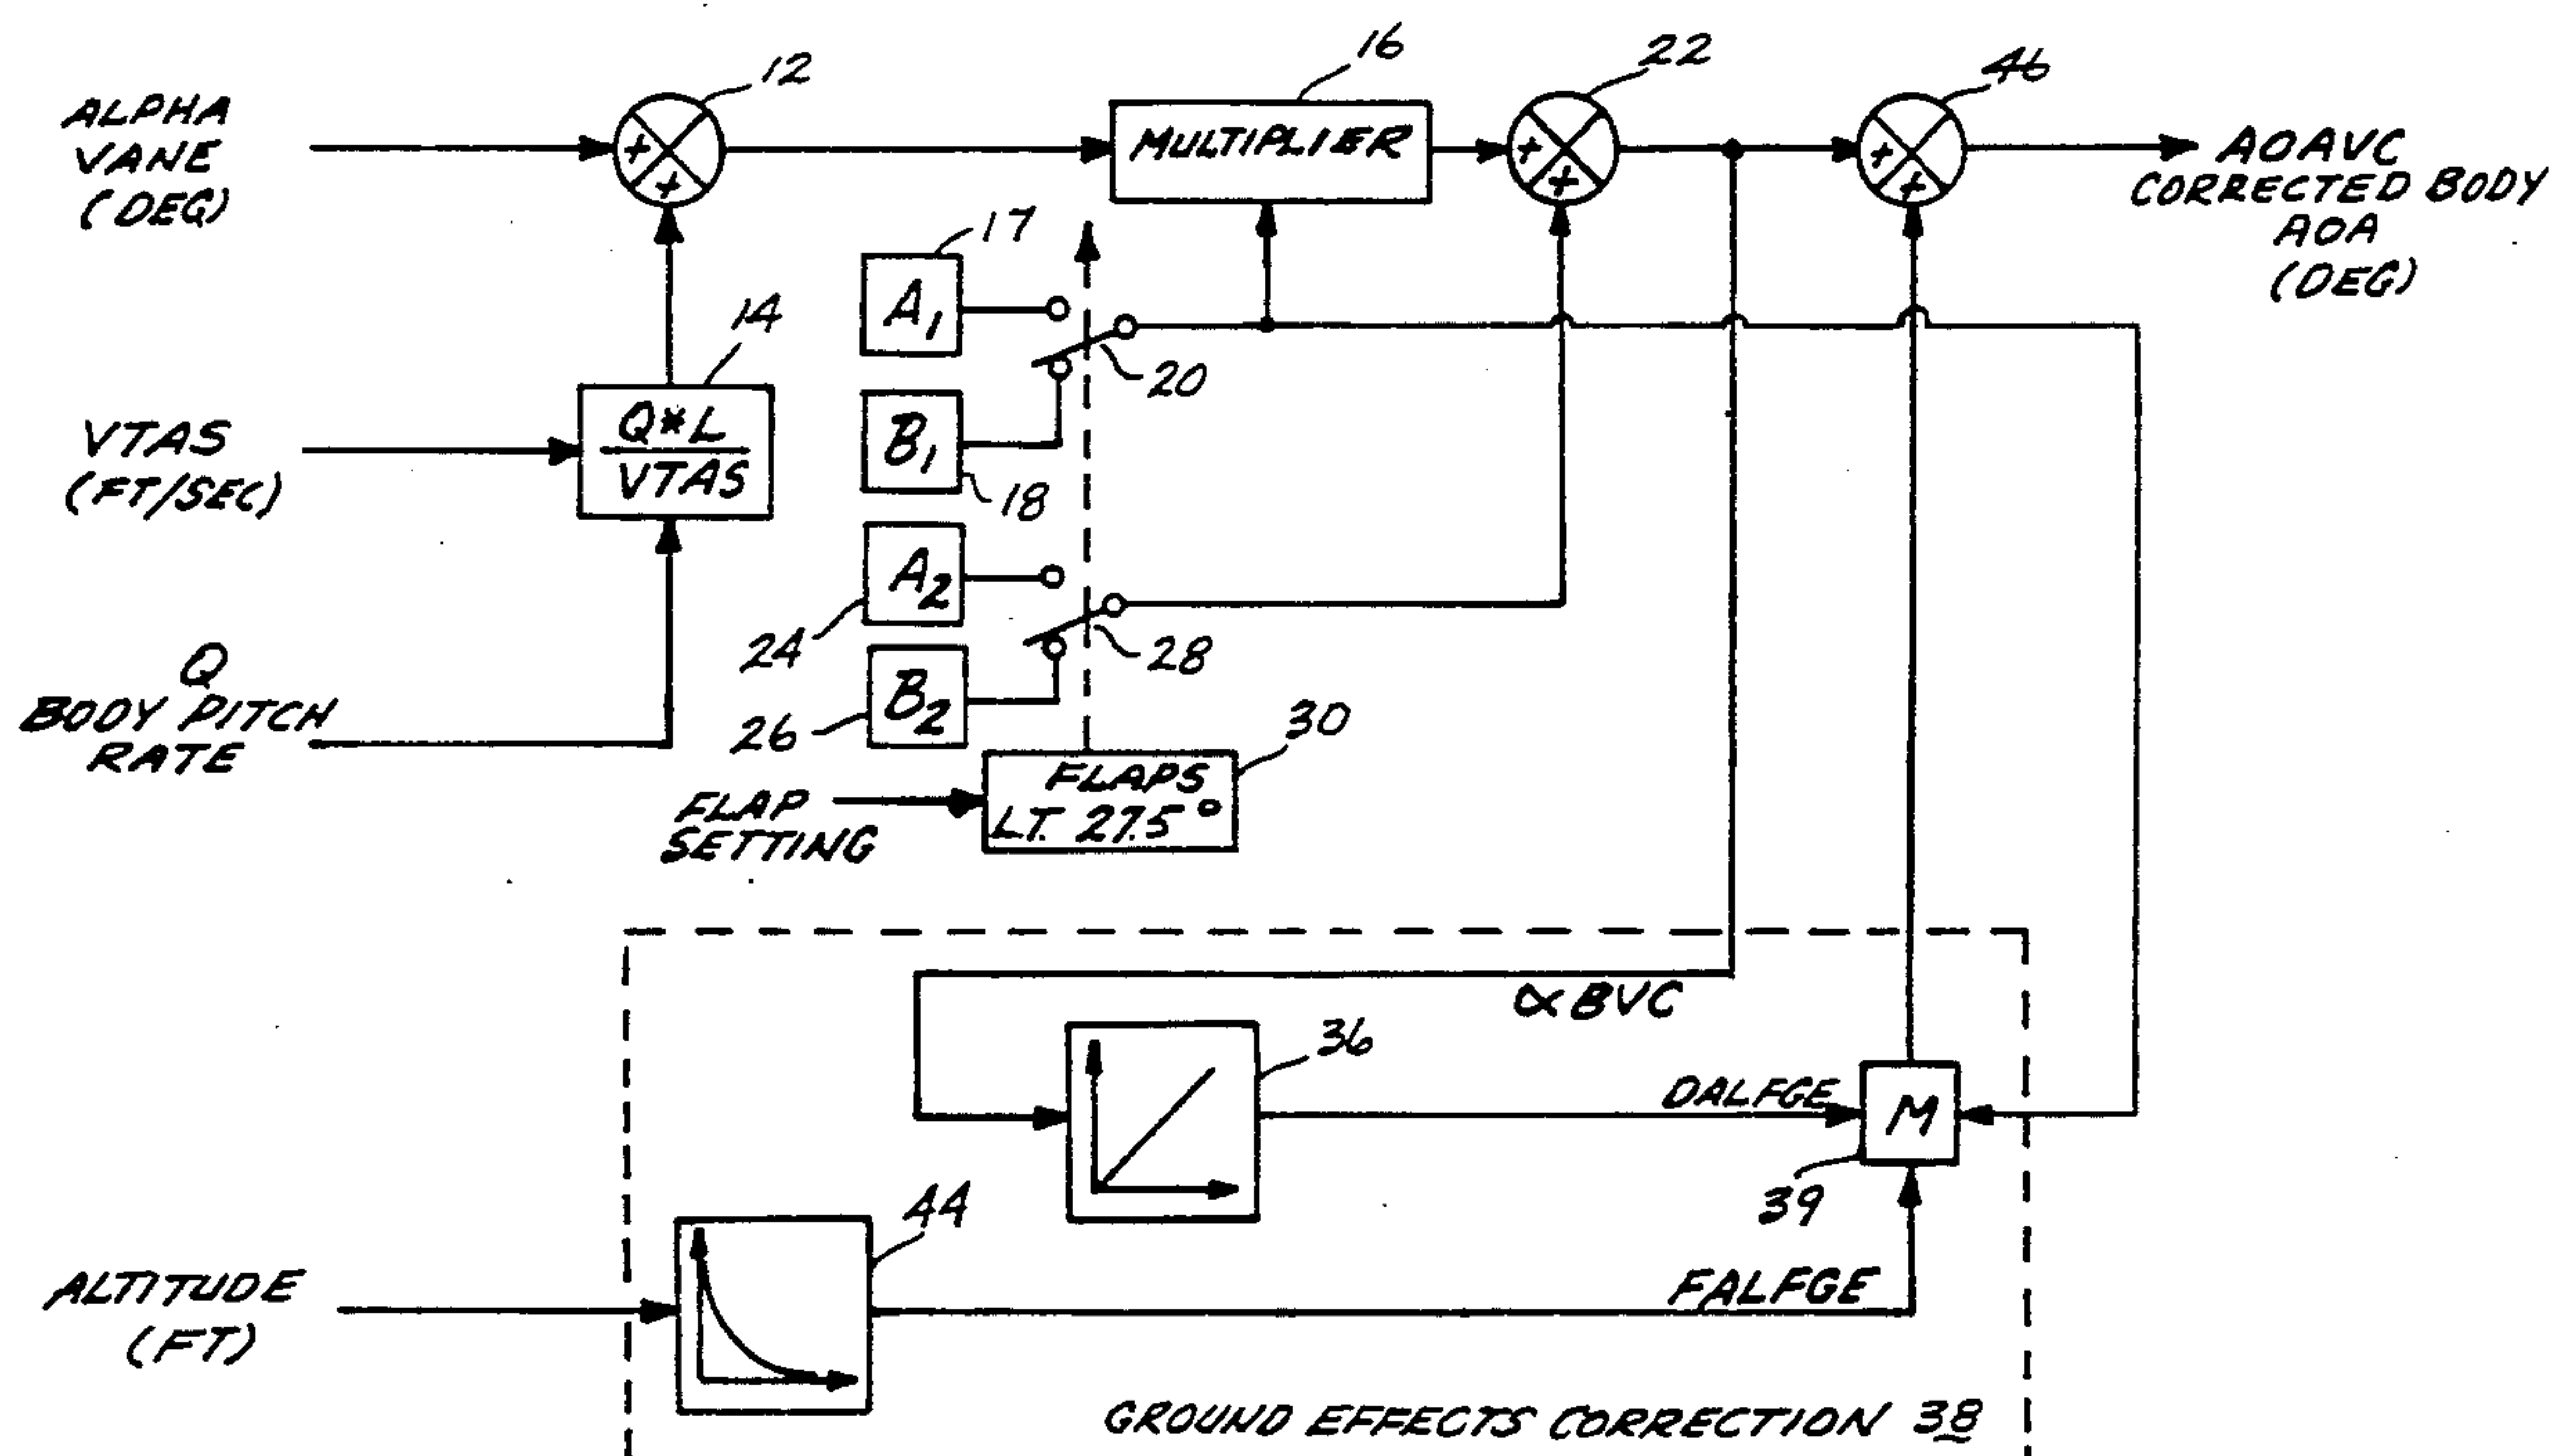 ALPHA
VANE
(DEG)
+
+
12
MULTIPLIER
16
+
+
22
+
+
46
AOAVC
CORRECTED BODY
AOA
(DEG)
VTAS
(FT/SEC)
Q*L
VTAS
14
A1
17
B1
18
20
A2
24
B2
26
28
Q
BODY PITCH
RATE
FLAP
SETTING
FLAPS
LT. 27.5°
30
∝BVC
36
DALFGE
M
39
ALTITUDE
(FT)
44
FALFGE
GROUND EFFECTS CORRECTION 38